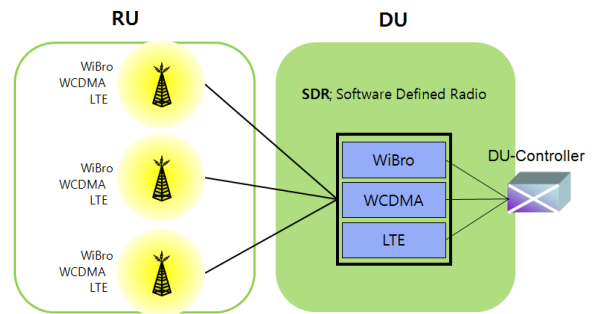 RU
DU
WiBro
WCDMA
LTE
WiBro
WCDMA
LTE
WiBro
WCDMA
LTE
SDR; Software Defined Radio
WiBro
WCDMA
LTE
DU-Controller